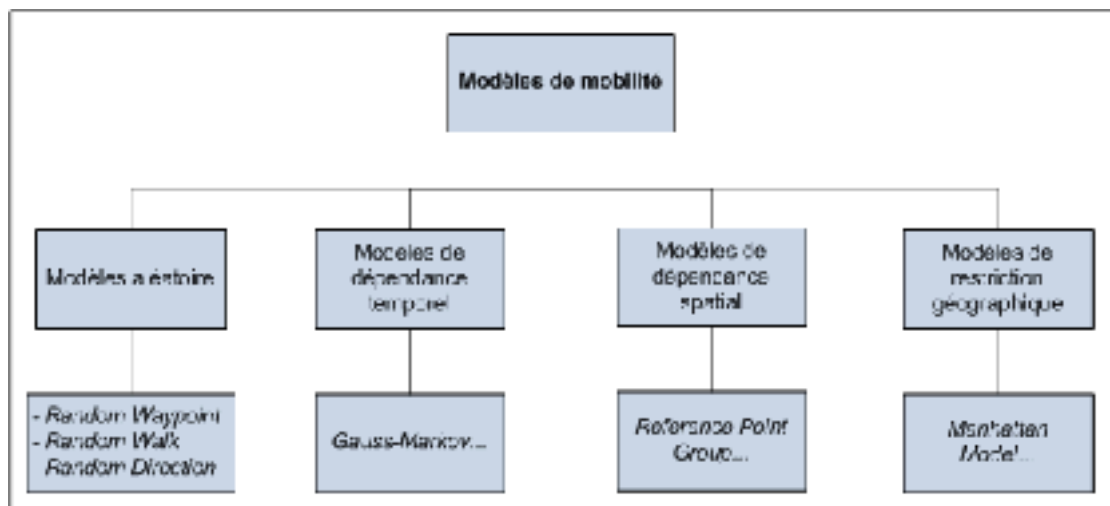 Modèles de mobilité
Modèles aléatoire
Modèles de
dépendance
temporel
Modèles de
dépendance
spatial
Modèles de
restriction
géographique
- Random Waypoint
- Random Walk
Random Direction
Gauss-Markov...
Reference Point
Group...
Manhattan
Model...